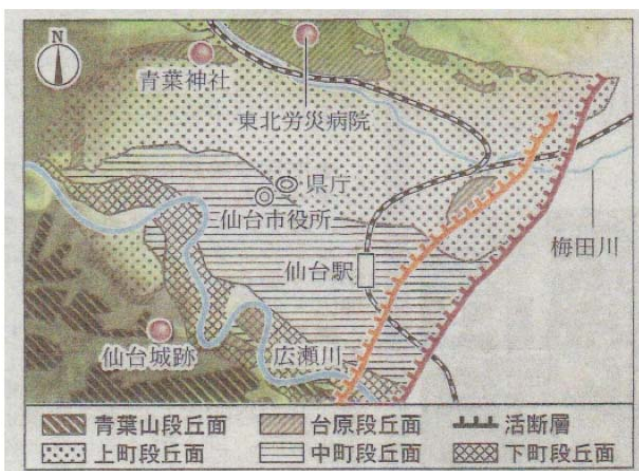 N
青葉神社
東北労災病院
県庁
仙台市役所
梅田川
仙台駅
仙台城跡
広瀬川
青葉山段丘面
台原段丘面
活断層
上町段丘面
中町段丘面
下町段丘面